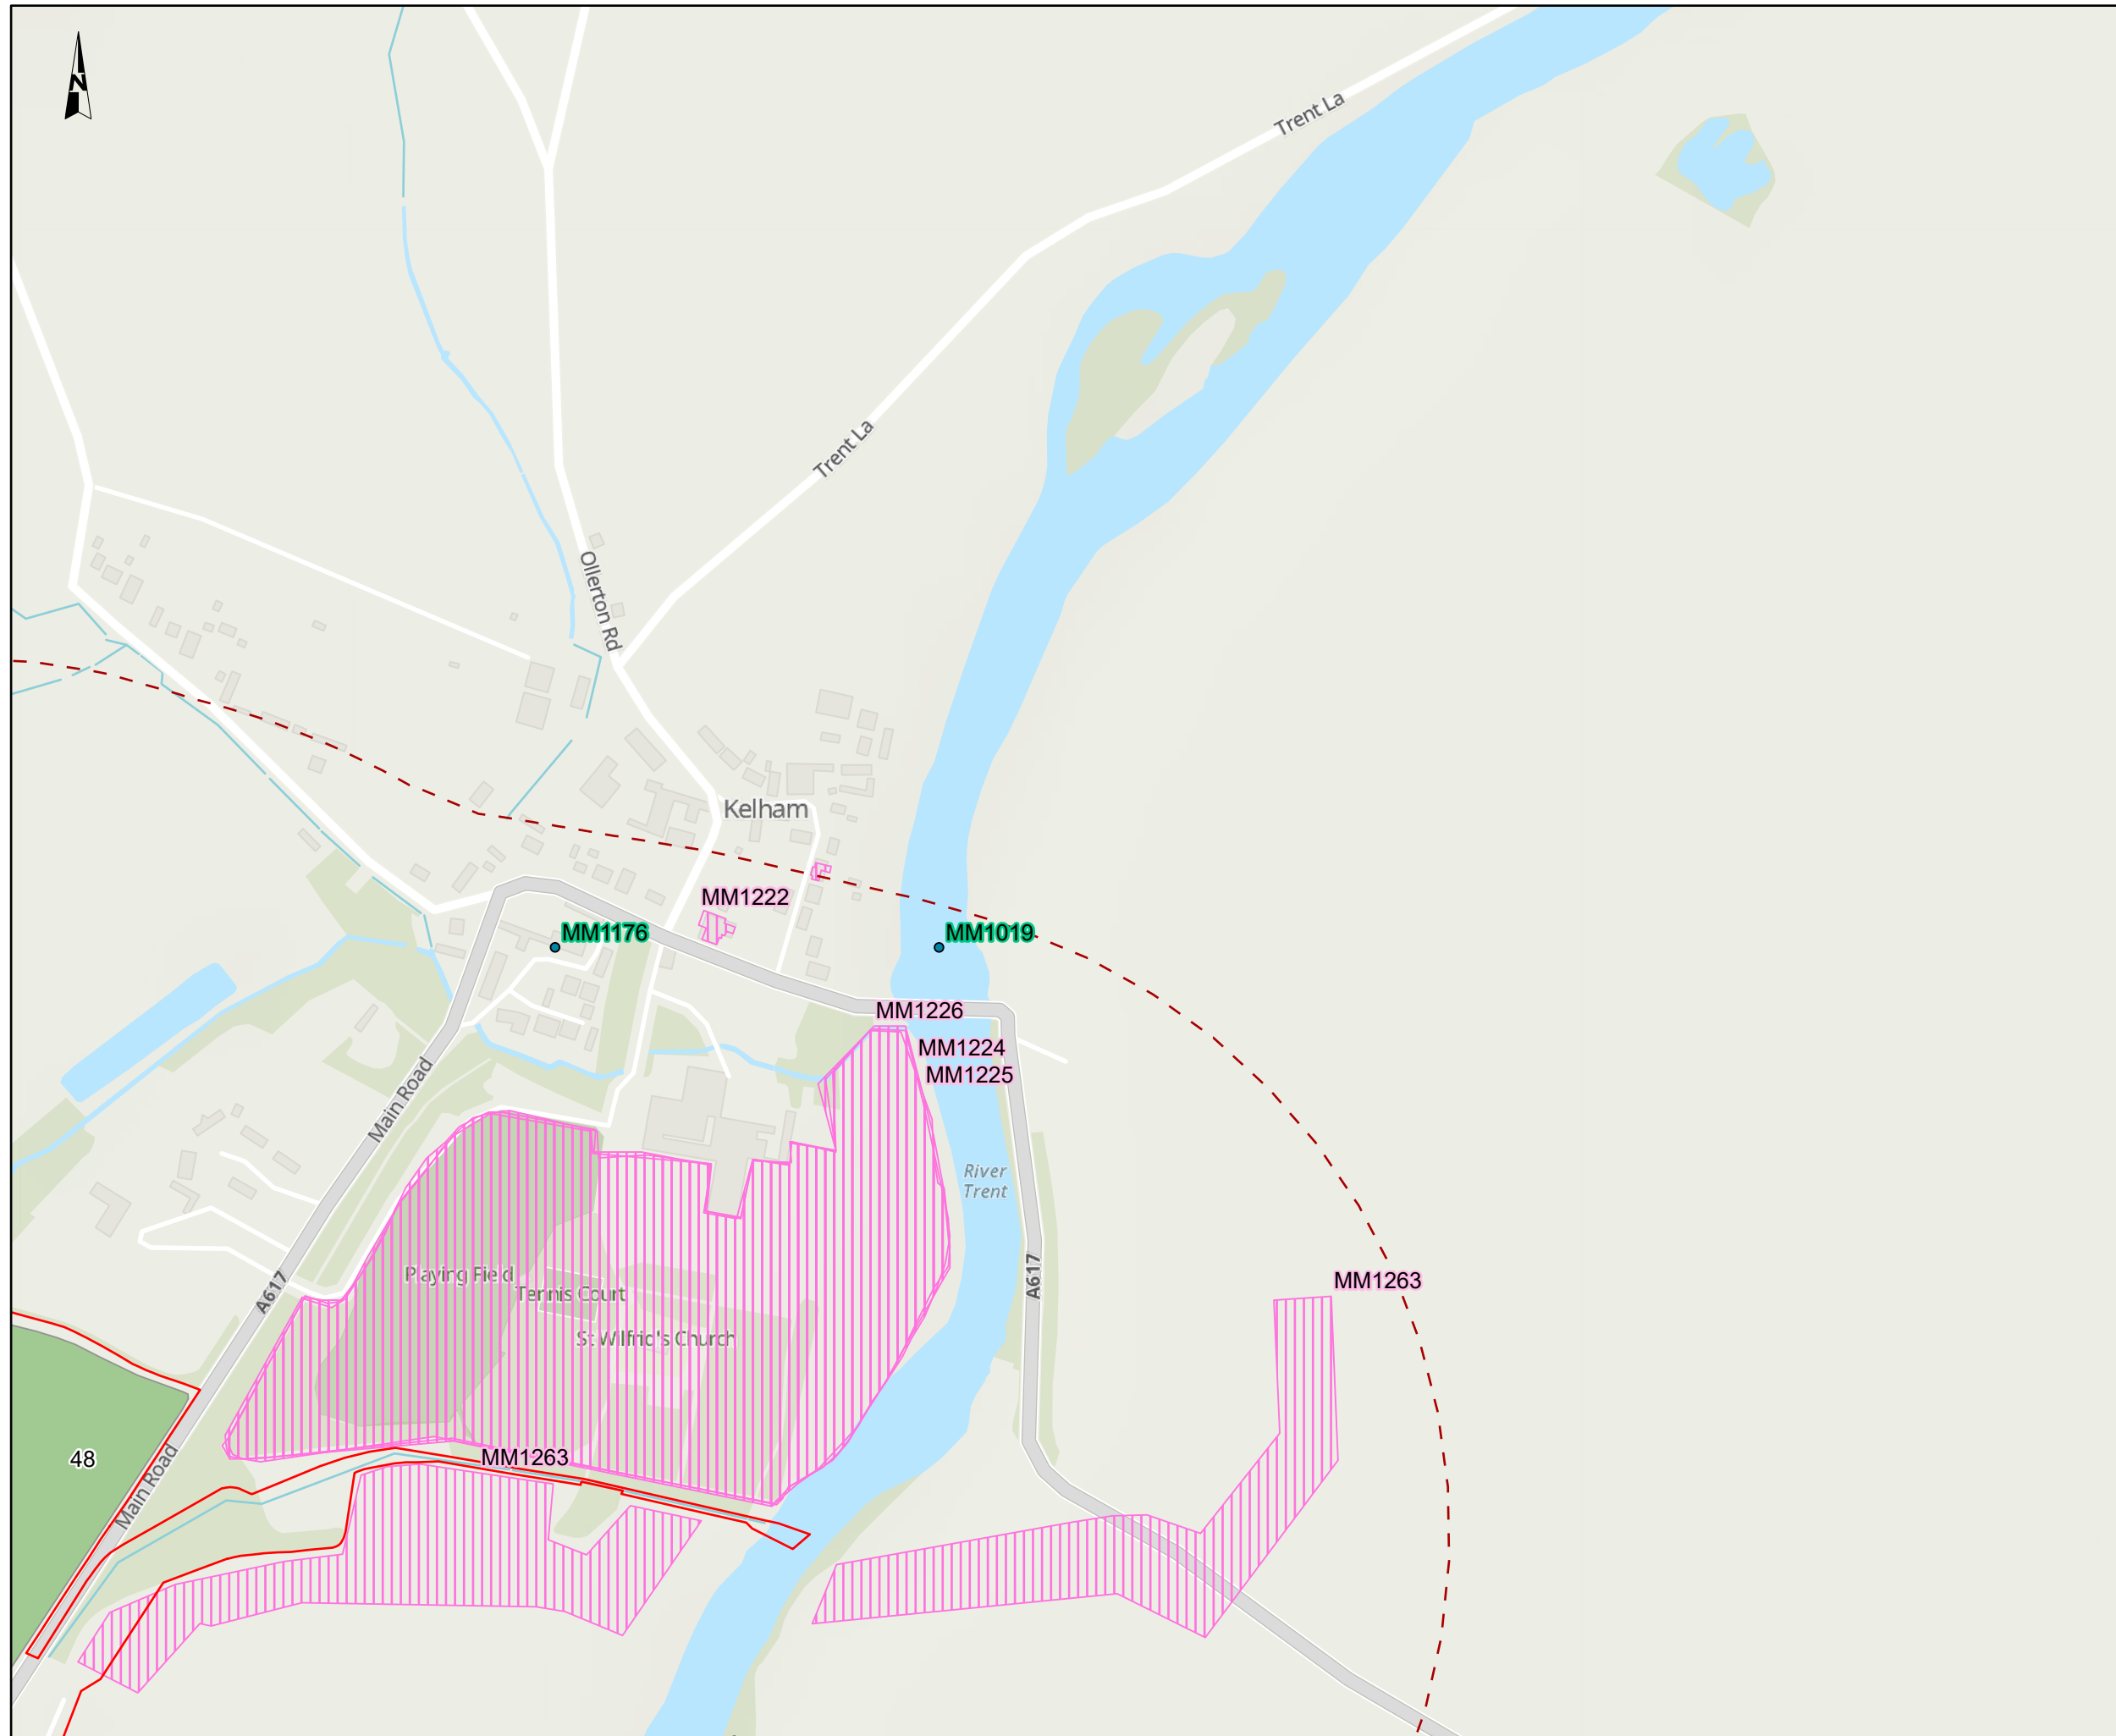 N
Trent La
Trent La
Ollerton Rd
Kelham
MM1222
MM1176
MM1019
MM1226
MM1224
MM1225
Main Road
River
Trent
A617
A617
Playing Field
Tennis Court
MM1263
St Wilfrid's Church
48
MM1263
Main Road